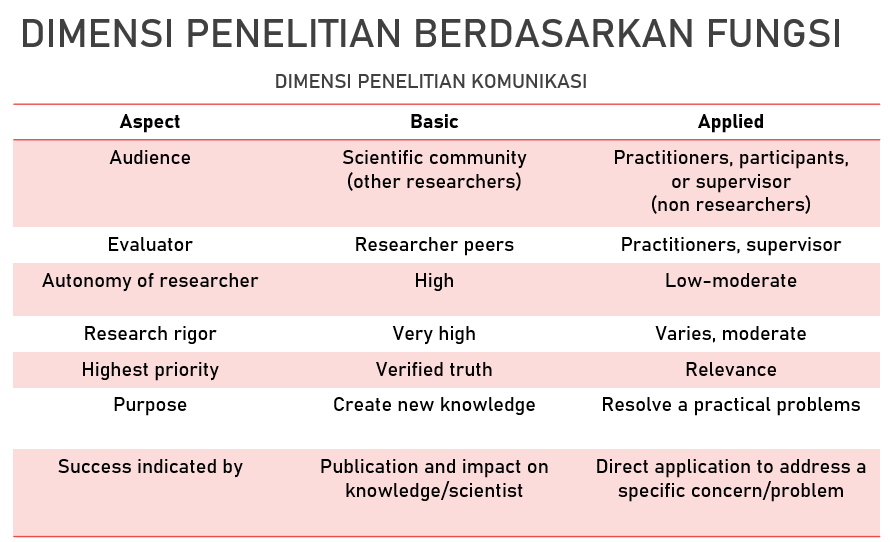 DIMENSI PENELITIAN BERDASARKAN FUNGSI
DIMENSI PENELITIAN KOMUNIKASI
Aspect Basic Applied
Audience Scientific community Practitioners, participants,
(other researchers) or supervisor
(non researchers)
Evaluator Researcher peers Practitioners, supervisor
Autonomy of researcher High Low-moderate
Research rigor Very high Varies, moderate
Highest priority Verified truth Relevance
Purpose Create new knowledge Resolve a practical problems
Success indicated by Publication and impact on Direct application to address a
knowledge/scientist specific concern/problem